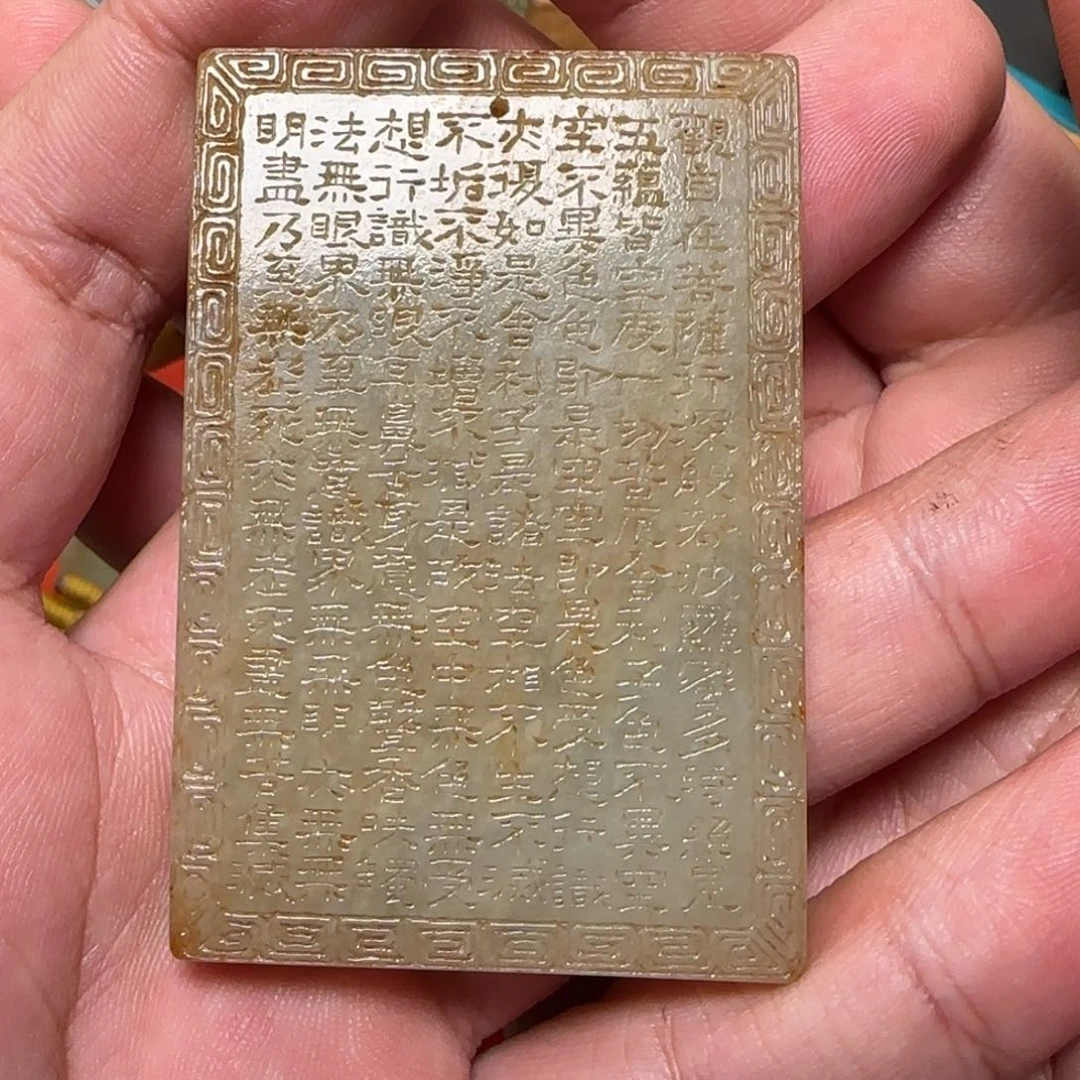 觀自在菩薩行深般若波羅蜜多時照見
五蘊皆空度一切苦厄舍利子色不異空
空不異色色即是空空即是色受想行識
亦復如是舍利子是諸法空相不生不滅
不垢不淨不增不減是故空中無色無受
想行識無眼耳鼻舌身意無色聲香味觸
法無眼界乃至無意識界無無明亦無無
明盡乃至無老死亦無老死盡無苦集滅